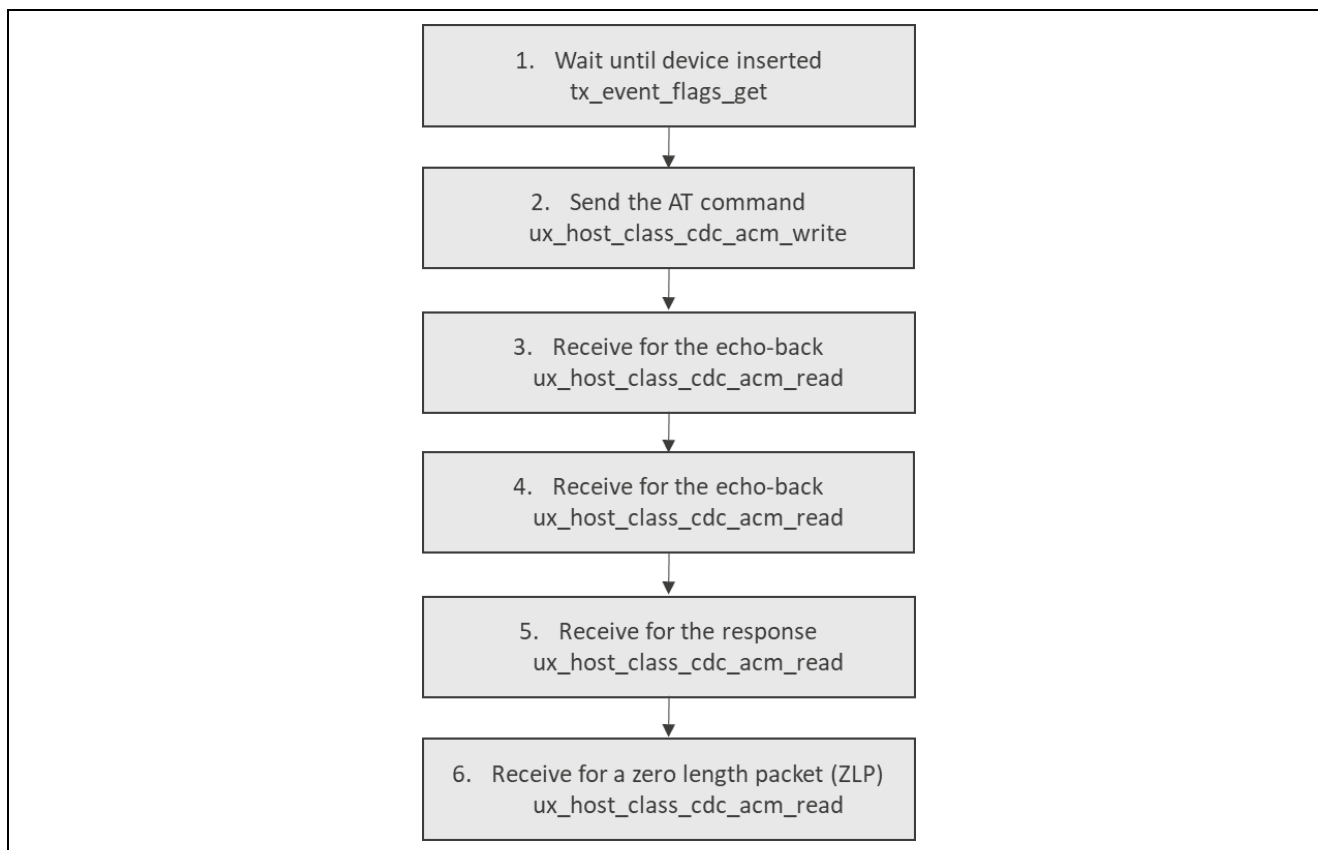 1. Wait until device inserted
tx_event_flags_get
2. Send the AT command
ux_host_class_cdc_acm_write
3. Receive for the echo-back
ux_host_class_cdc_acm_read
4. Receive for the echo-back
ux_host_class_cdc_acm_read
5. Receive for the response
ux_host_class_cdc_acm_read
6. Receive for a zero length packet (ZLP)
ux_host_class_cdc_acm_read